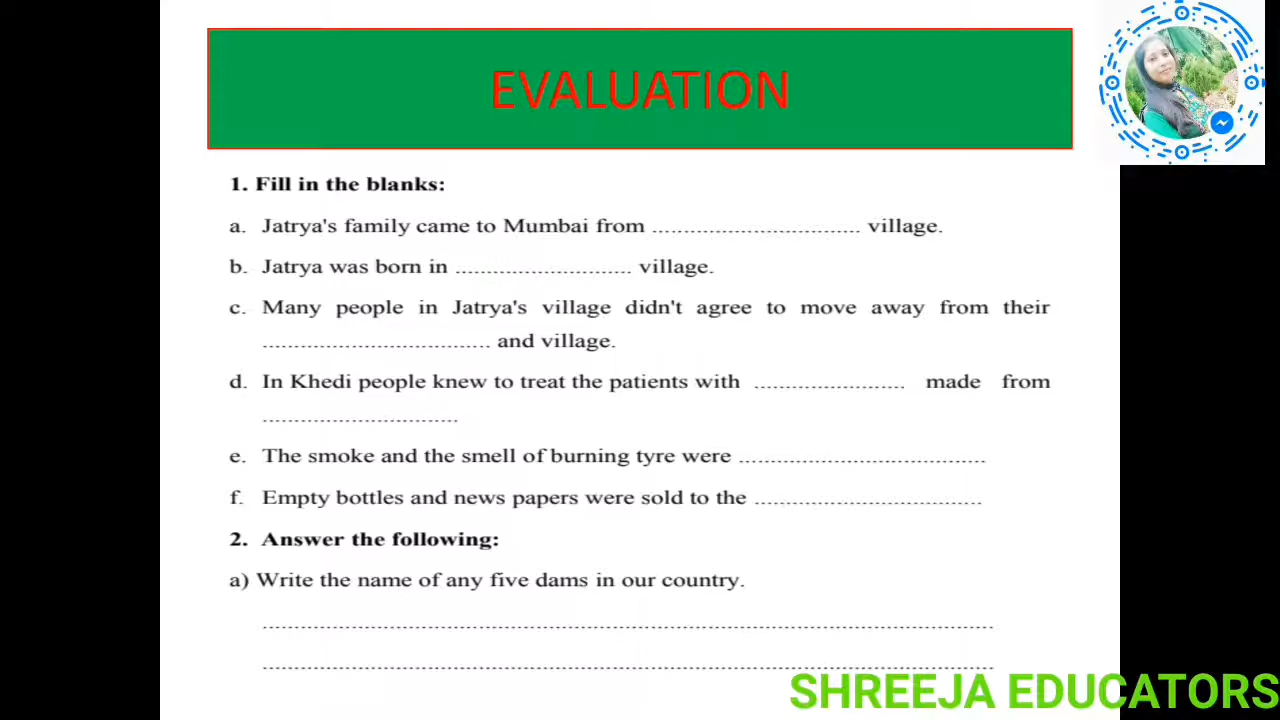 EVALUATION
1. Fill in the blanks:
a. Jatrya's family came to Mumbai from ................................. village.
b. Jatrya was born in ............................ village.
c. Many people in Jatrya's village didn't agree to move away from their
.................................... and village.
d. In Khedi people knew to treat the patients with ........................ made from
...............................
e. The smoke and the smell of burning tyre were .......................................
f. Empty bottles and news papers were sold to the ....................................
2. Answer the following:
a) Write the name of any five dams in our country.
....................................................................................................................
....................................................................................................................
SHREEJA EDUCATORS